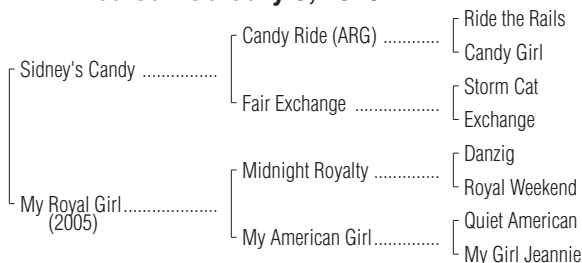 Ride the Rails
Candy Ride (ARG) ............
Candy Girl
Sidney's Candy ................
Storm Cat
Fair Exchange ..................
Exchange
Danzig
Midnight Royalty ...............
Royal Weekend
My Royal Girl....................
(2005)
Quiet American
My American Girl..............
My Girl Jeannie